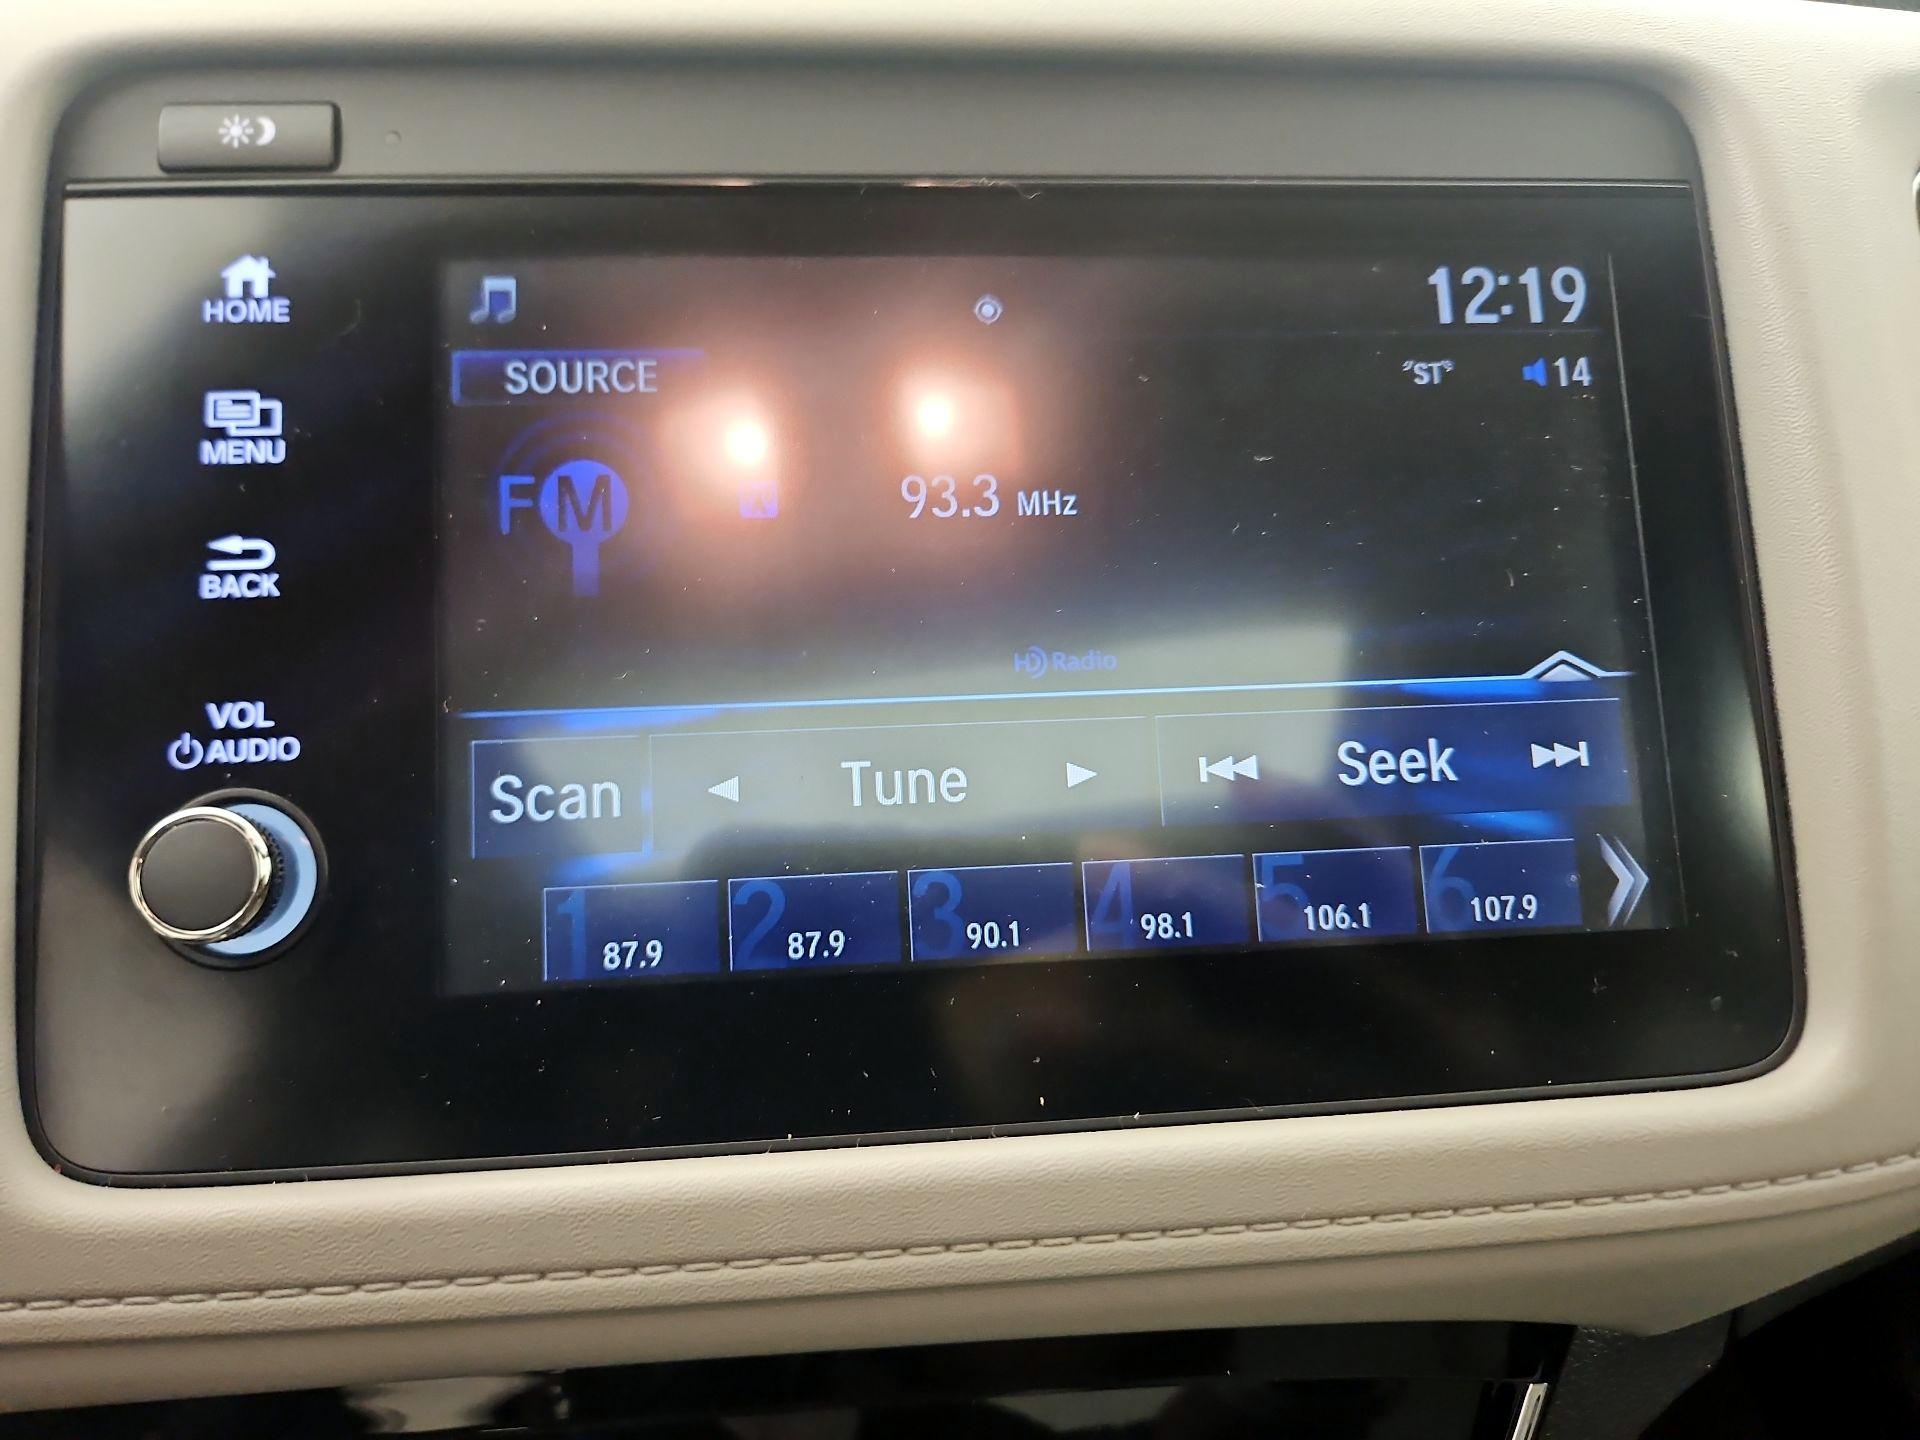 HOME
12:19
SOURCE
"ST"
14
MENU
FM
93.3 MHz
BACK
HD Radio
VOL
AUDIO
Scan
Tune
Seek
1 87.9
2 87.9
3 90.1
4 98.1
5 106.1
6 107.9